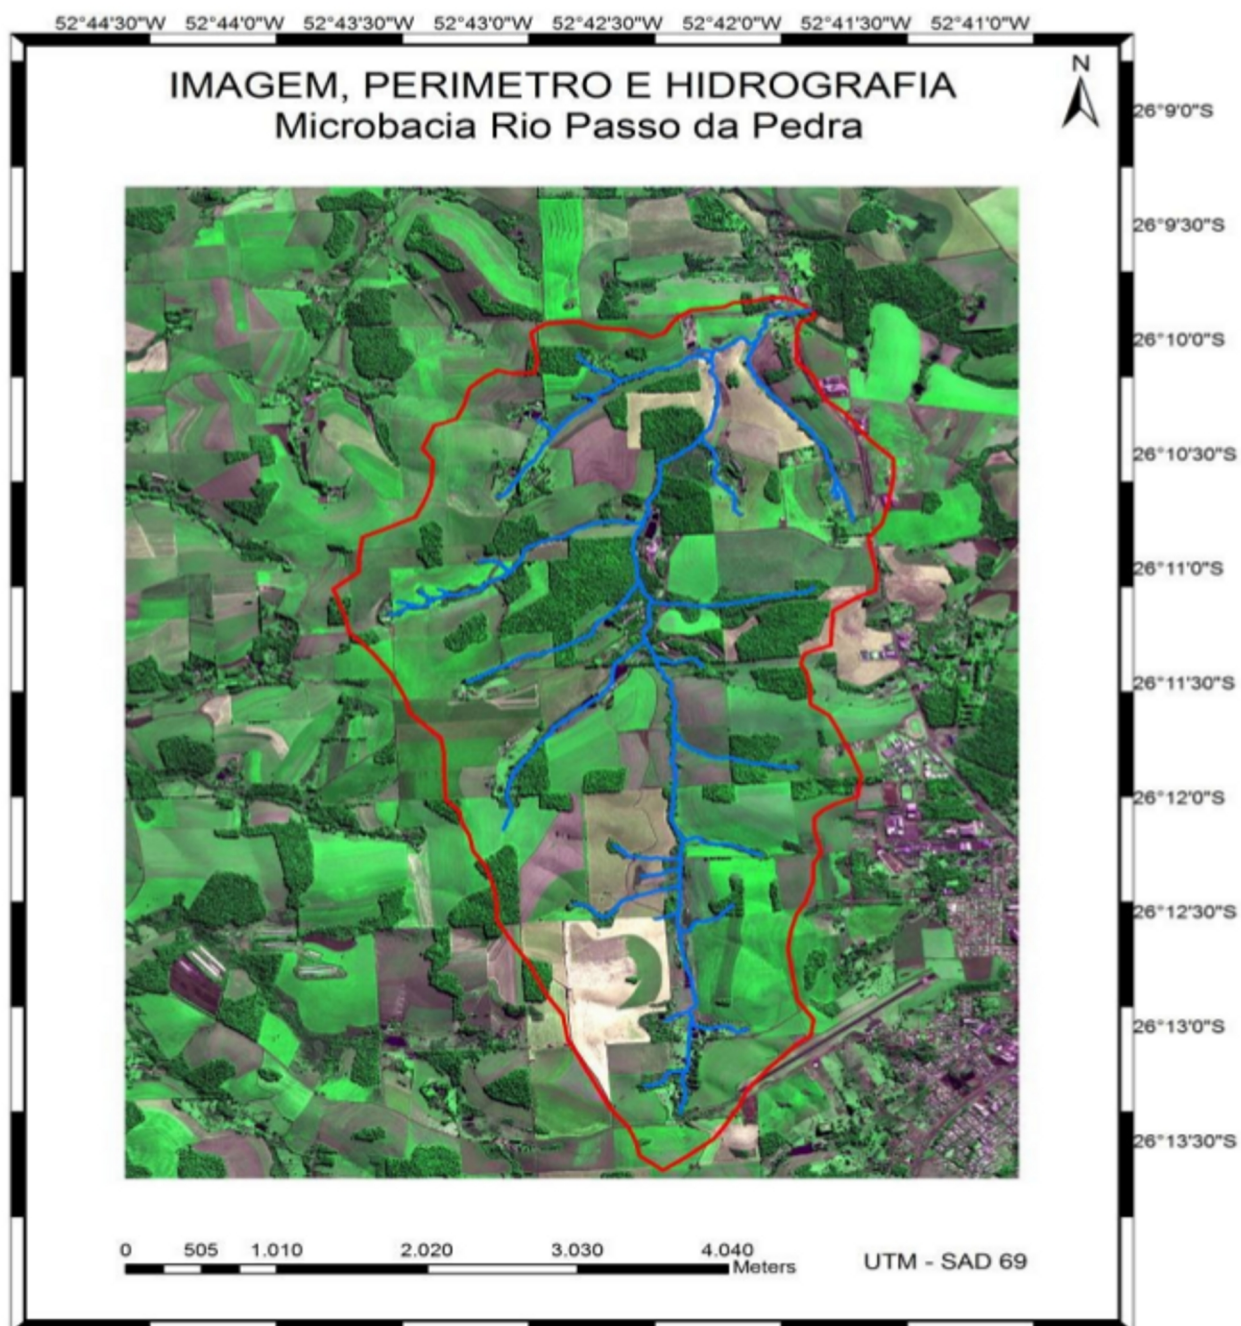 52°44'30"W 52°44'0"W 52°43'30"W 52°43'0"W 52°42'30"W 52°42'0"W 52°41'30"W 52°41'0"W
N
IMAGEM, PERIMETRO E HIDROGRAFIA
Microbacia Rio Passo da Pedra
26°9'0"S
26°9'30"S
26°10'0"S
26°10'30"S
26°11'0"S
26°11'30"S
26°12'0"S
26°12'30"S
26°13'0"S
26°13'30"S
0 505 1.010 2.020 3.030 4.040
Meters
UTM - SAD 69